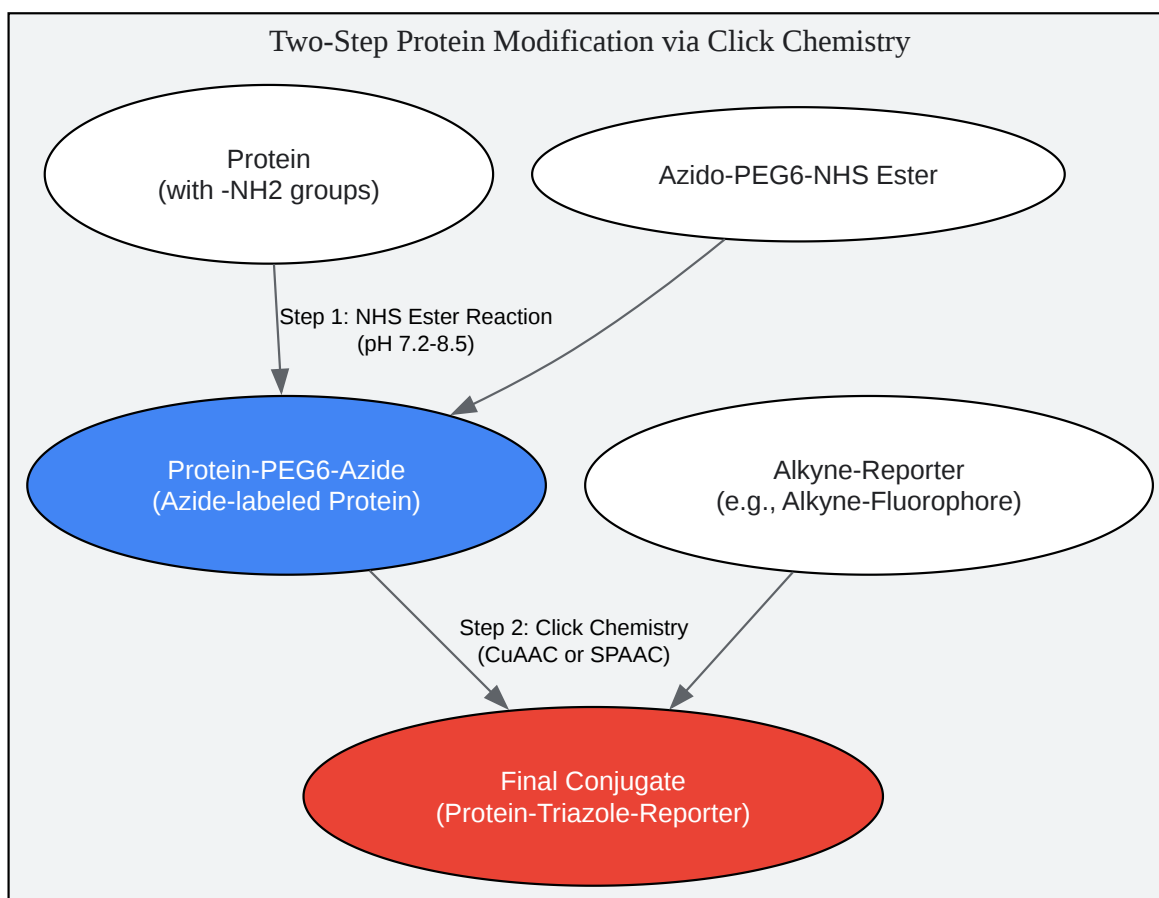 Two-Step Protein Modification via Click Chemistry
Protein
(with -NH2 groups)
Azido-PEG6-NHS Ester
Step 1: NHS Ester Reaction
(pH 7.2-8.5)
Protein-PEG6-Azide
(Azide-labeled Protein)
Alkyne-Reporter
(e.g., Alkyne-Fluorophore)
Step 2: Click Chemistry
(CuAAC or SPAAC)
Final Conjugate
(Protein-Triazole-Reporter)